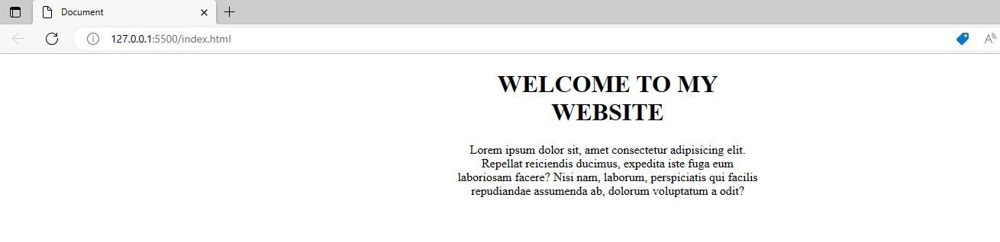 Document
127.0.0.1:5500/index.html
A
WELCOME TO MY
WEBSITE
Lorem ipsum dolor sit, amet consectetur adipisicing elit.
Repellat reiciendis ducimus, expedita iste fuga eum
laboriosam facere? Nisi nam, laborum, perspiciatis qui facilis
repudiandae assumenda ab, dolorum voluptatum a odit?